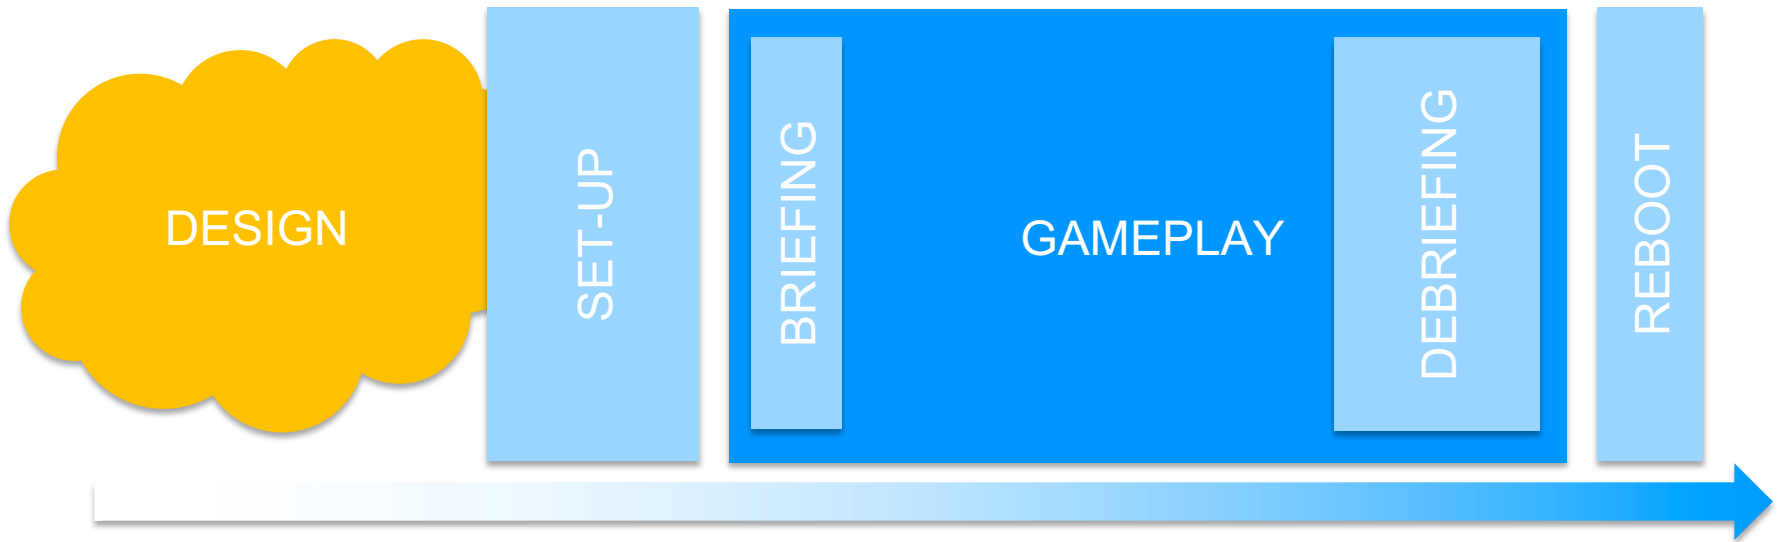 DESIGN
SET-UP
BRIEFING
GAMEPLAY
DEBRIEFING
REBOOT